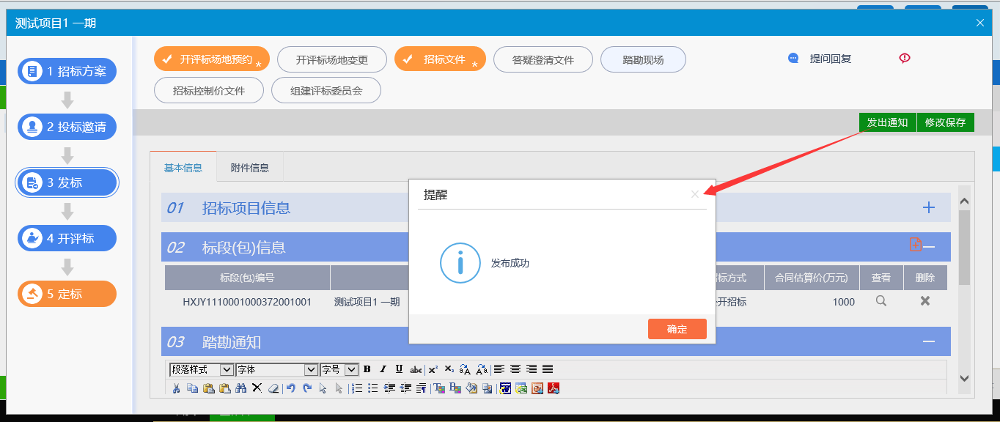 测试项目1 一期
1 招标方案
2 投标邀请
3 发标
4 开评标
5 定标
开评标场地预约 *
开评标场地变更
招标文件 *
答疑澄清文件
踏勘现场
提问回复
招标控制价文件
组建评标委员会
发出通知
修改保存
基本信息
附件信息
01 招标项目信息
02 标段(包)信息
标段(包)编号
标方式
合同估算价(万元)
查看
删除
HXJY1110001000372001001
测试项目1 一期
开招标
1000
提醒
发布成功
确定
03 踏勘通知
段落样式
字体
字号
B I U abc x² x₂